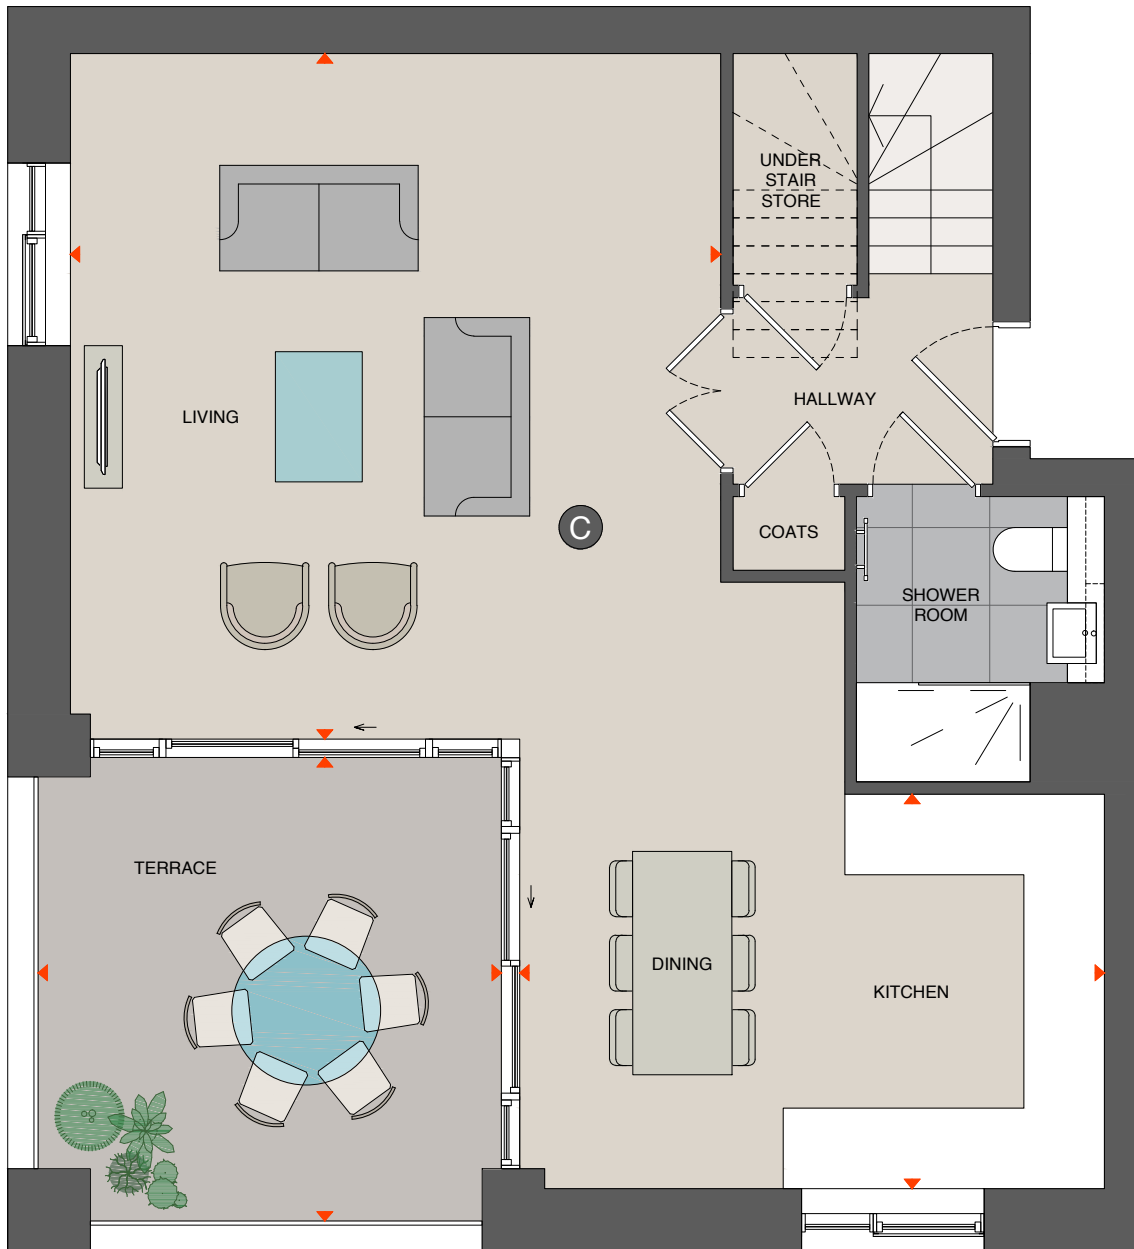 UNDER
STAIR
STORE
HALLWAY
LIVING
C
COATS
SHOWER
ROOM
TERRACE
DINING
KITCHEN